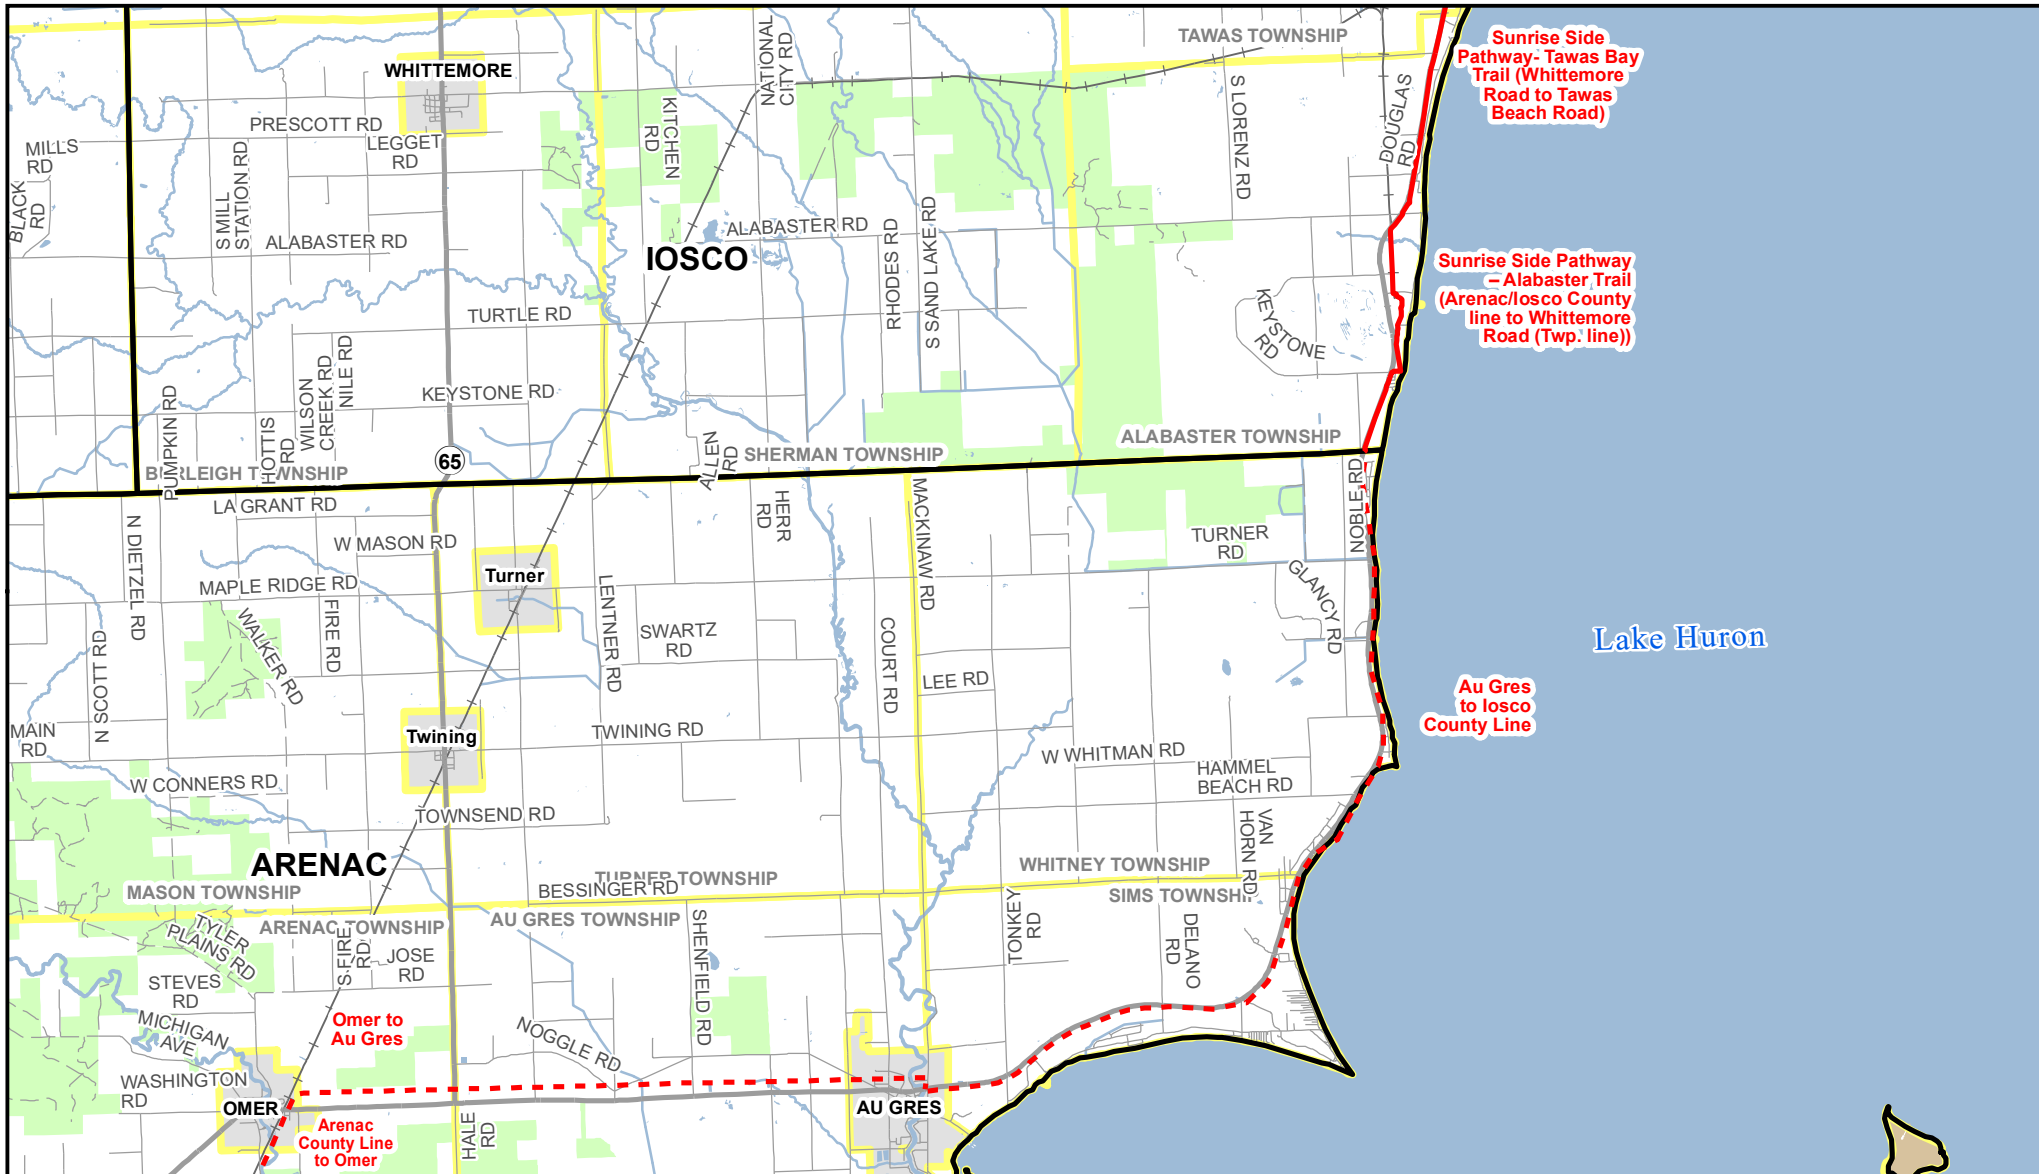 TAWAS TOWNSHIP
Sunrise Side
Pathway- Tawas Bay
Trail (Whittemore
Road to Tawas
Beach Road)
WHITTEMORE
NATIONAL
CITY RD
S LORENZ RD
DOUGLAS
RD
PRESCOTT RD
LEGGET
RD
KITCHEN
RD
MILLS
RD
BLACK
RD
S MILL
STATION RD
ALABASTER RD
ALABASTER RD
IOSCO
RHODES RD
S SAND LAKE RD
Sunrise Side Pathway
– Alabaster Trail
(Arenac/Iosco County
line to Whittemore
Road (Twp. line))
KEYSTONE
RD
TURTLE RD
NILE RD
WILSON
CREEK RD
KEYSTONE RD
PUMPKIN RD
HOTTIS
RD
65
ALLEN
RD
BURLEIGH TOWNSHIP
SHERMAN TOWNSHIP
ALABASTER TOWNSHIP
LA GRANT RD
N DIETZEL RD
W MASON RD
HERR
RD
MACKINAW RD
NOBLE RD
TURNER
RD
Turner
MAPLE RIDGE RD
GLANCY RD
WALKER RD
FIRE RD
LENTNER RD
SWARTZ
RD
COURT RD
N SCOTT RD
LEE RD
Lake Huron
Au Gres
to Iosco
County Line
MAIN
RD
Twining
TWINING RD
W WHITMAN RD
HAMMEL
BEACH RD
W CONNERS RD
TOWNSEND RD
VAN
HORN RD
ARENAC
MASON TOWNSHIP
TURNER TOWNSHIP
BESSINGER RD
WHITNEY TOWNSHIP
SIMS TOWNSHIP
ARENAC TOWNSHIP
AU GRES TOWNSHIP
TYLER
PLAINS RD
S FIRE
RD
JOSE
RD
SHENFIELD RD
TONKEY
RD
DELANO
RD
STEVES
RD
MICHIGAN
AVE
Omer to
Au Gres
NOGGLE RD
WASHINGTON
RD
OMER
Arenac
County Line
to Omer
HALE
RD
AU GRES